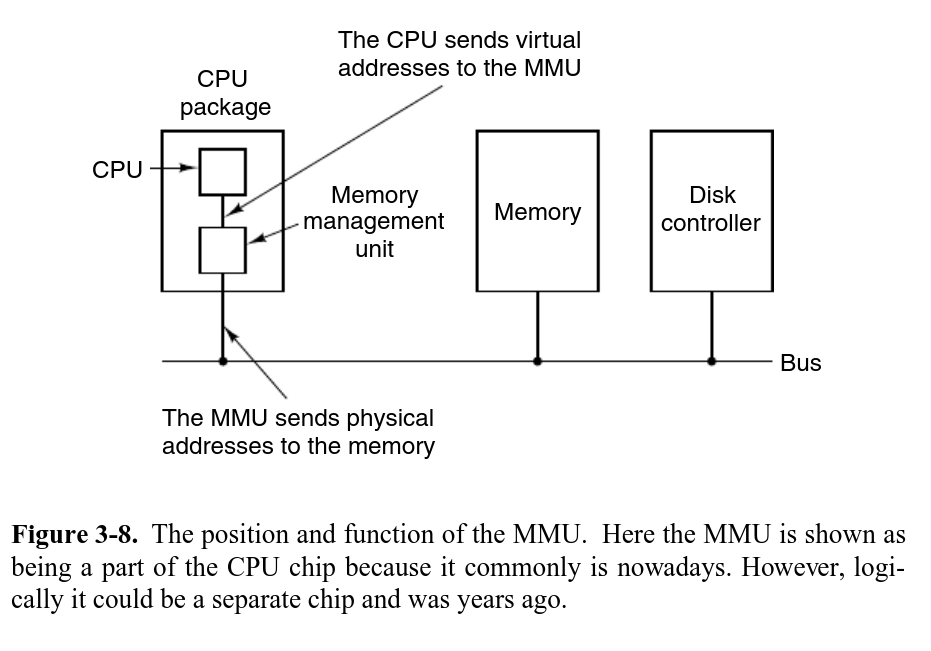 The CPU sends virtual
addresses to the MMU
CPU
package
CPU
Memory
management
unit
Memory
Disk
controller
Bus
The MMU sends physical
addresses to the memory
Figure 3-8. The position and function of the MMU. Here the MMU is shown as
being a part of the CPU chip because it commonly is nowadays. However, logi-
cally it could be a separate chip and was years ago.